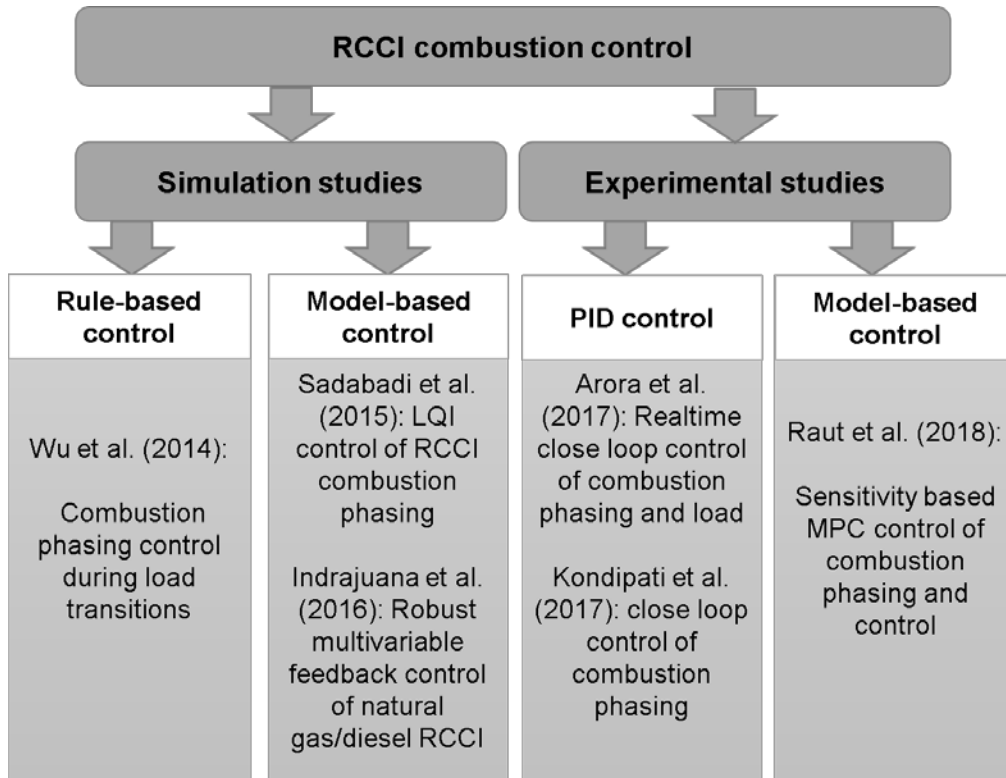 RCCI combustion control
Simulation studies
Experimental studies
Rule-based
control
Wu et al. (2014):
Combustion
phasing control
during load
transitions
Model-based
control
Sadabadi et al.
(2015): LQI
control of RCCI
combustion
phasing
Indrajuana et al.
(2016): Robust
multivariable
feedback control
of natural
gas/diesel RCCI
PID control
Arora et al.
(2017): Realtime
close loop control
of combustion
phasing and load
Kondipati et al.
(2017): close loop
control of
combustion
phasing
Model-based
control
Raut et al. (2018):
Sensitivity based
MPC control of
combustion
phasing and
control